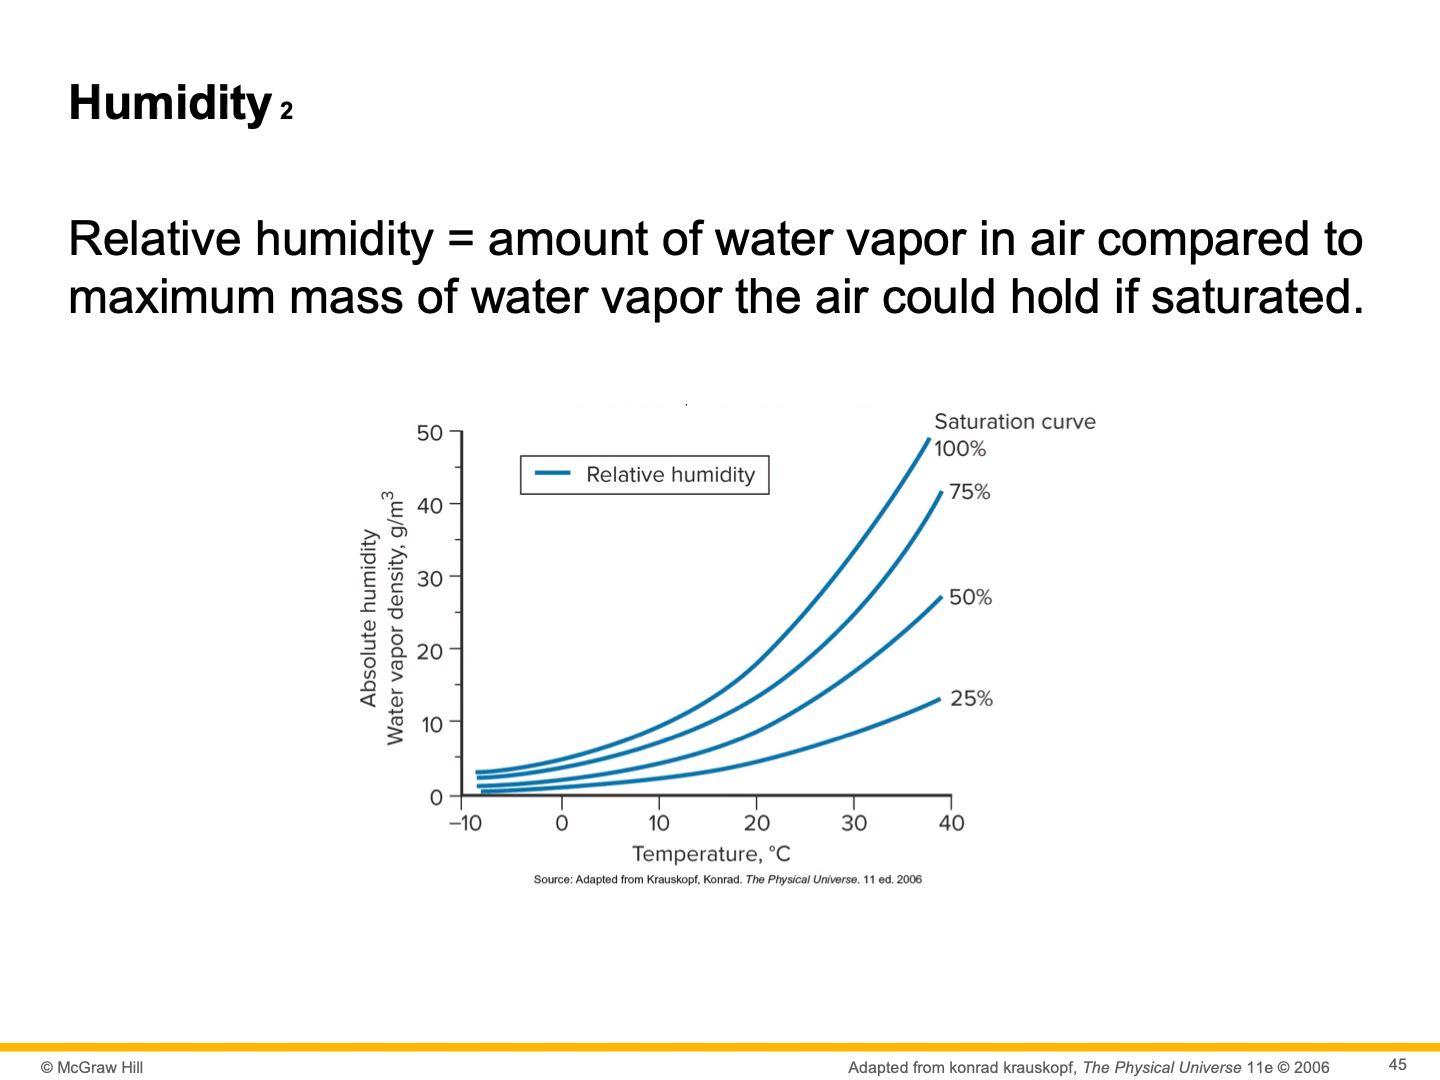 Humidity 2
Relative humidity = amount of water vapor in air compared to
maximum mass of water vapor the air could hold if saturated.
Saturation curve
100%
75%
50%
25%
Relative humidity
Absolute humidity
Water vapor density, g/m³
50
40
30
20
10
0
–10 0 10 20 30 40
Temperature, °C
Source: Adapted from Krauskopf, Konrad. The Physical Universe. 11 ed. 2006
© McGraw Hill
Adapted from konrad krauskopf, The Physical Universe 11e © 2006
45